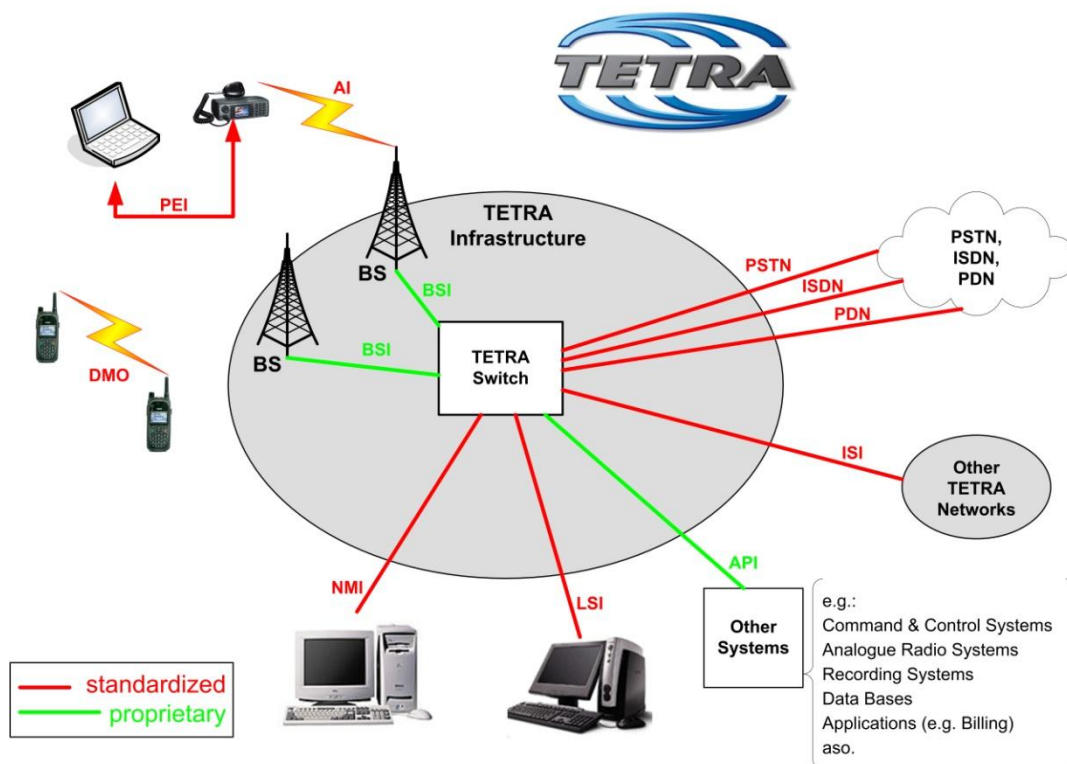 TETRA
AI
PEI
TETRA
Infrastructure
BS
BSI
BS
BSI
TETRA
Switch
PSTN
ISDN
PDN
PSTN,
ISDN,
PDN
DMO
ISI
Other
TETRA
Networks
NMI
LSI
API
Other
Systems
e.g.:
Command & Control Systems
Analogue Radio Systems
Recording Systems
Data Bases
Applications (e.g. Billing)
aso.
standardized
proprietary